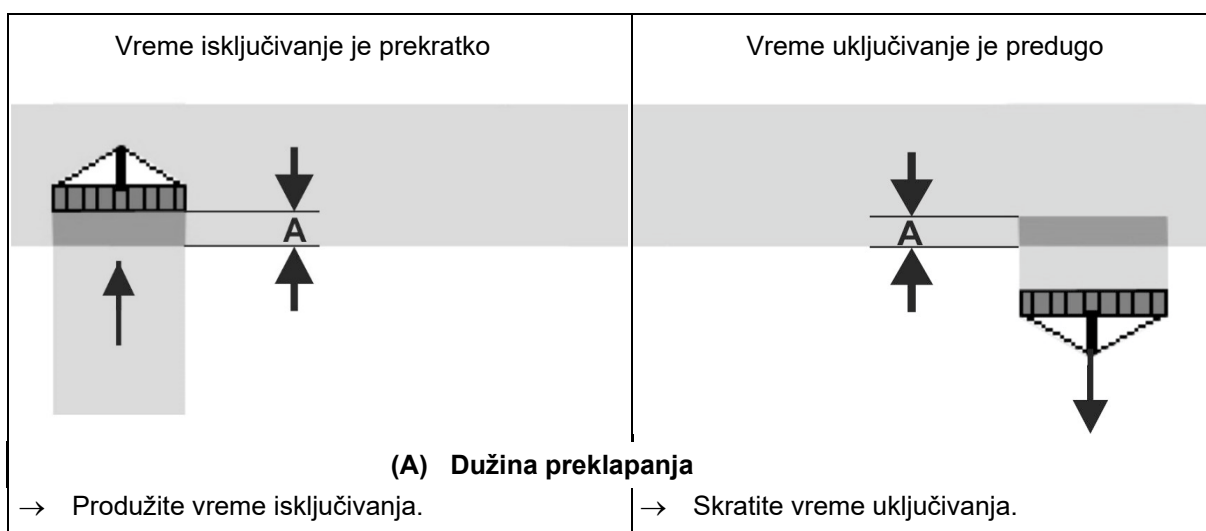 Vreme isključivanje je prekratko
Vreme uključivanje je predugo
A
A
(A) Dužina preklapanja
→ Produžite vreme isključivanja.
→ Skratite vreme uključivanja.